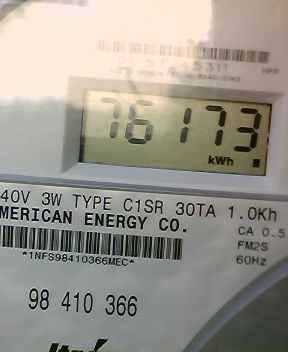 76173
kWh
40V 3W TYPE C1SR 30TA 1.0Kh
MERICAN ENERGY CO.
CA 0.5
FM2S
60Hz
*1NFS98410366MEC*
98 410 366